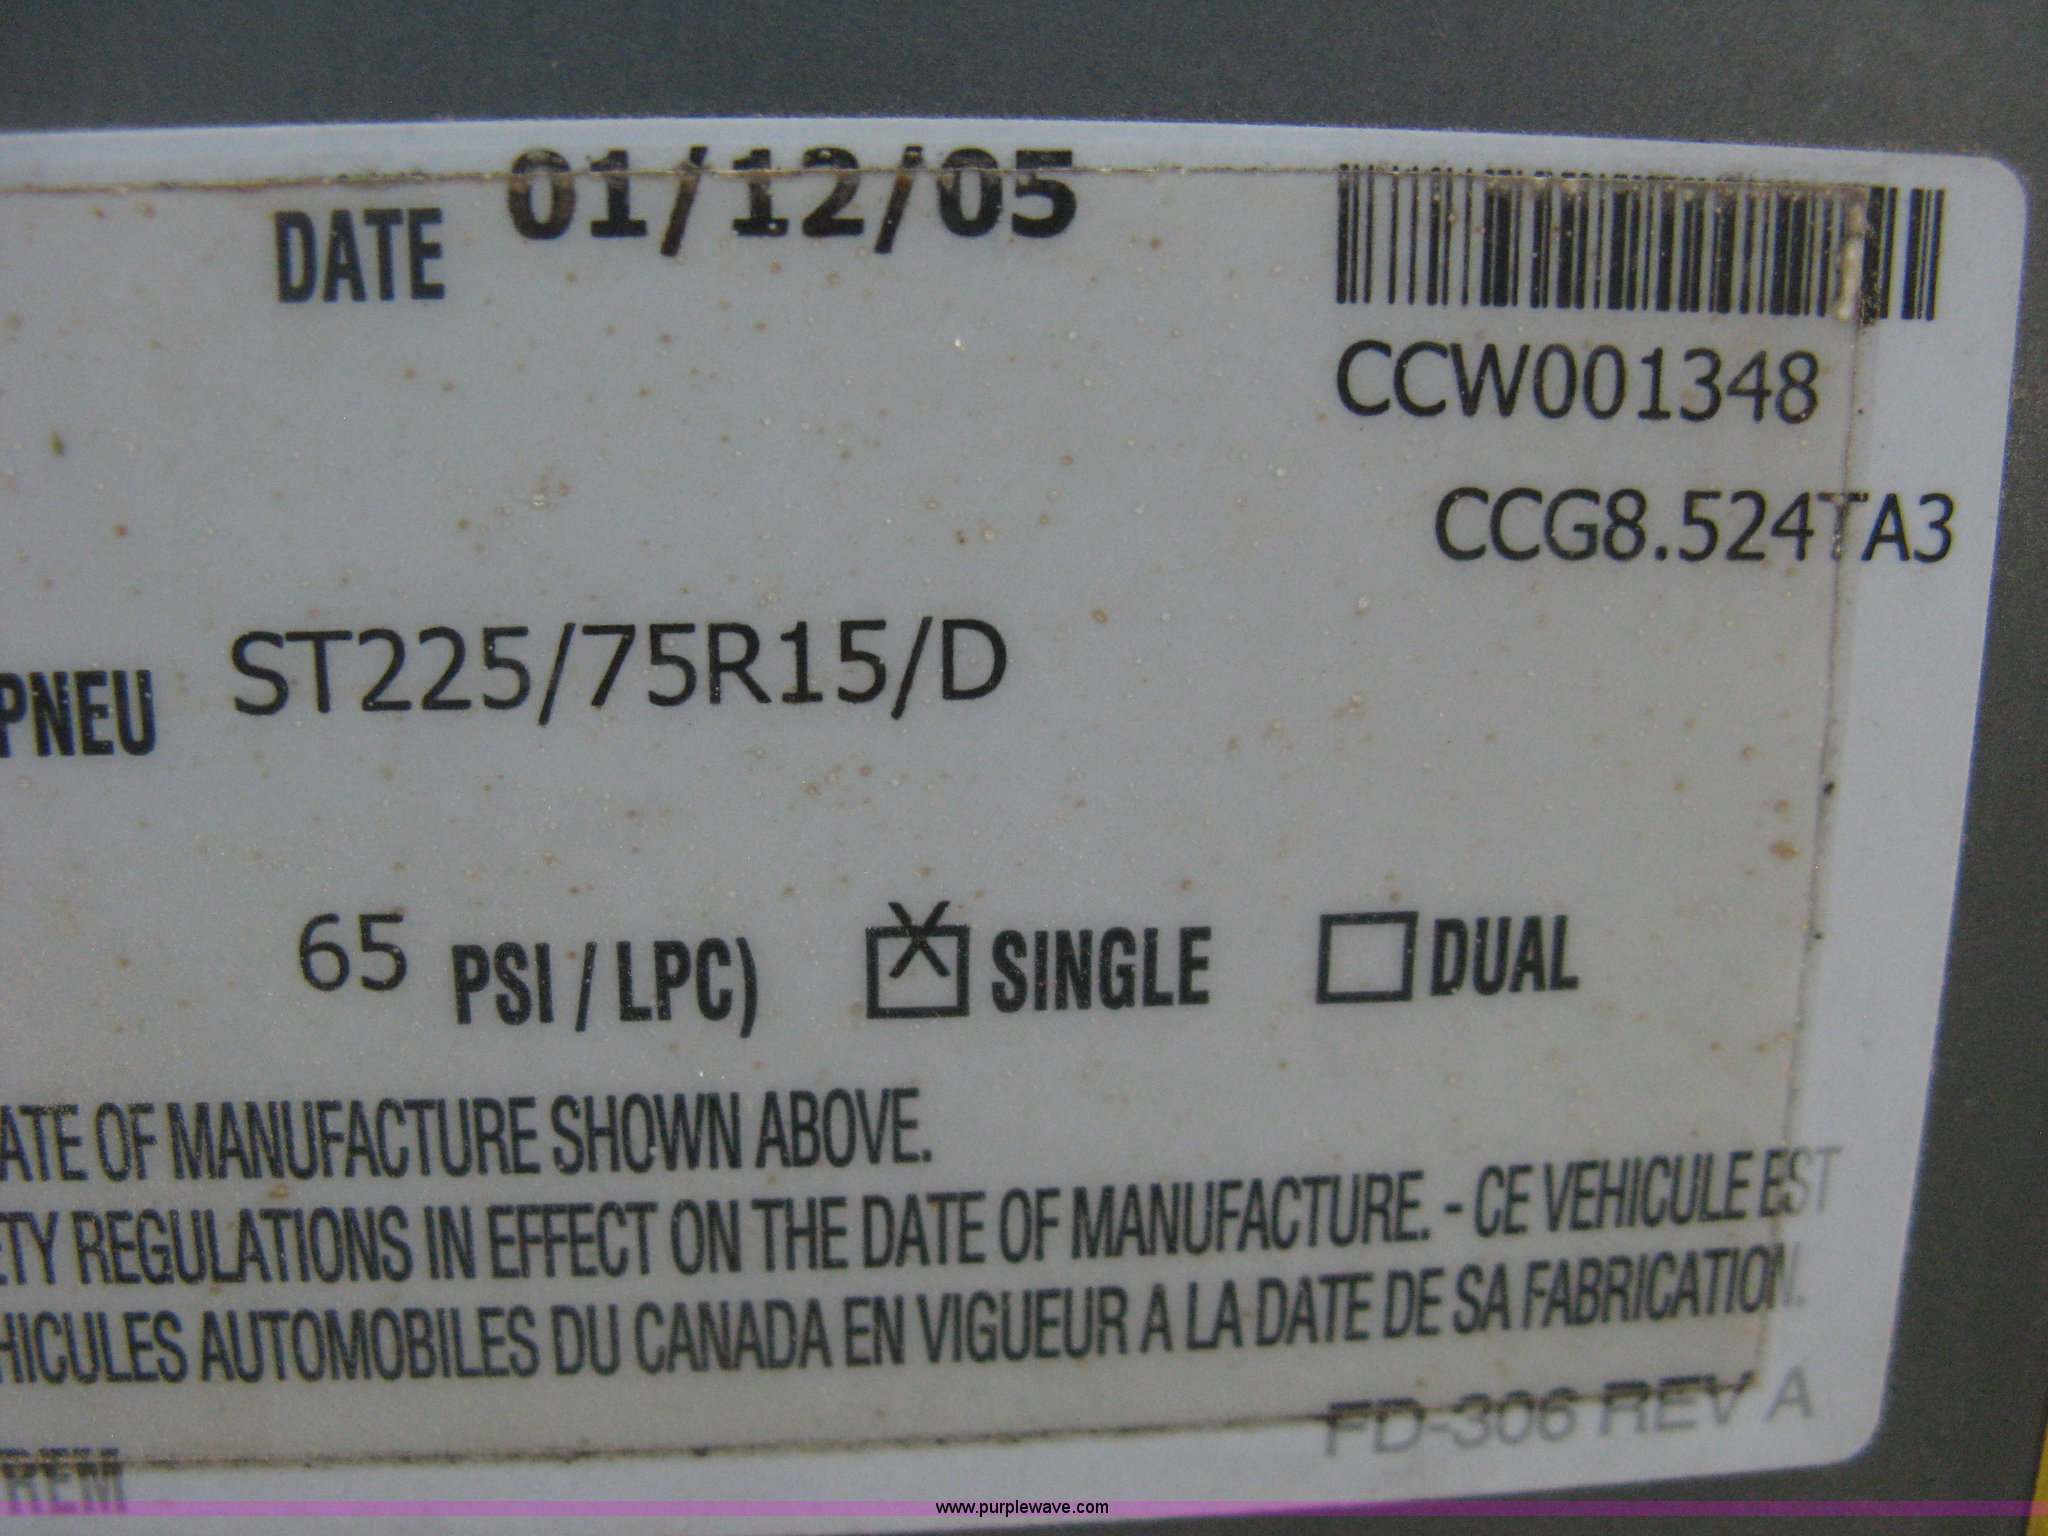 DATE 01/12/05
CCW001348
CCG8.524TA3
PNEU ST225/75R15/D
65 PSI / LPC) X SINGLE DUAL
ATE OF MANUFACTURE SHOWN ABOVE.
ETY REGULATIONS IN EFFECT ON THE DATE OF MANUFACTURE. - CE VEHICULE EST
HICULES AUTOMOBILES DU CANADA EN VIGUEUR A LA DATE DE SA FABRICATION.
FD-306 REV A
REM
www.purplewave.com